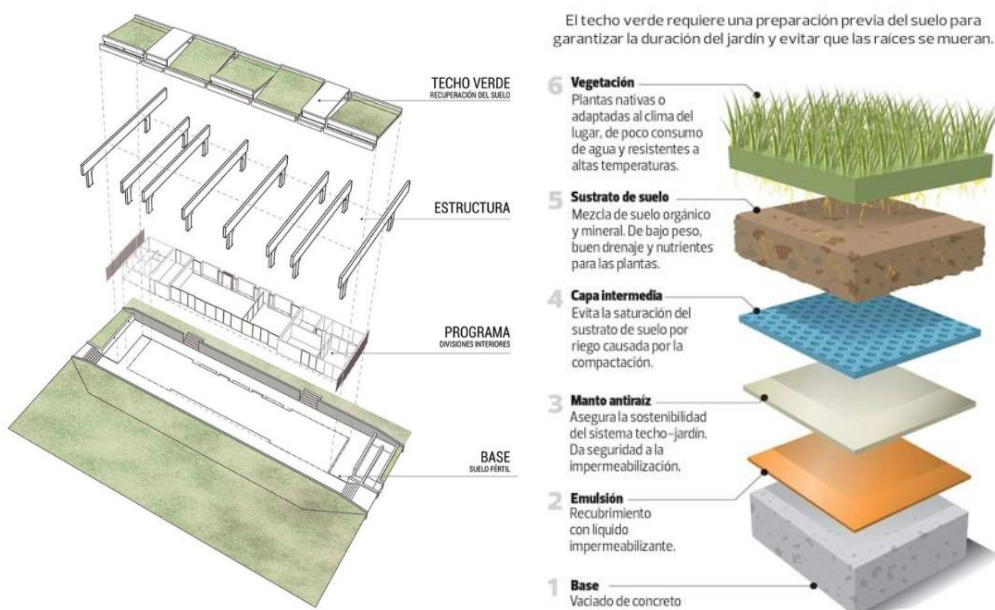 TECHO VERDE
RECUPERACIÓN DEL SUELO
ESTRUCTURA
PROGRAMA
DIVISIONES INTERIORES
BASE
SUELO FÉRTIL
El techo verde requiere una preparación previa del suelo para
garantizar la duración del jardín y evitar que las raíces se mueran.
6 Vegetación
Plantas nativas o
adaptadas al clima del
lugar, de poco consumo
de agua y resistentes a
altas temperaturas.
5 Sustrato de suelo
Mezcla de suelo orgánico
y mineral. De bajo peso,
buen drenaje y nutrientes
para las plantas.
4 Capa intermedia
Evita la saturación del
sustrato de suelo por
riego causada por la
compactación.
3 Manto antiraíz
Asegura la sostenibilidad
del sistema techo-jardín.
Da seguridad a la
impermeabilización.
2 Emulsión
Recubrimiento
con líquido
impermeabilizante.
1 Base
Vaciado de concreto